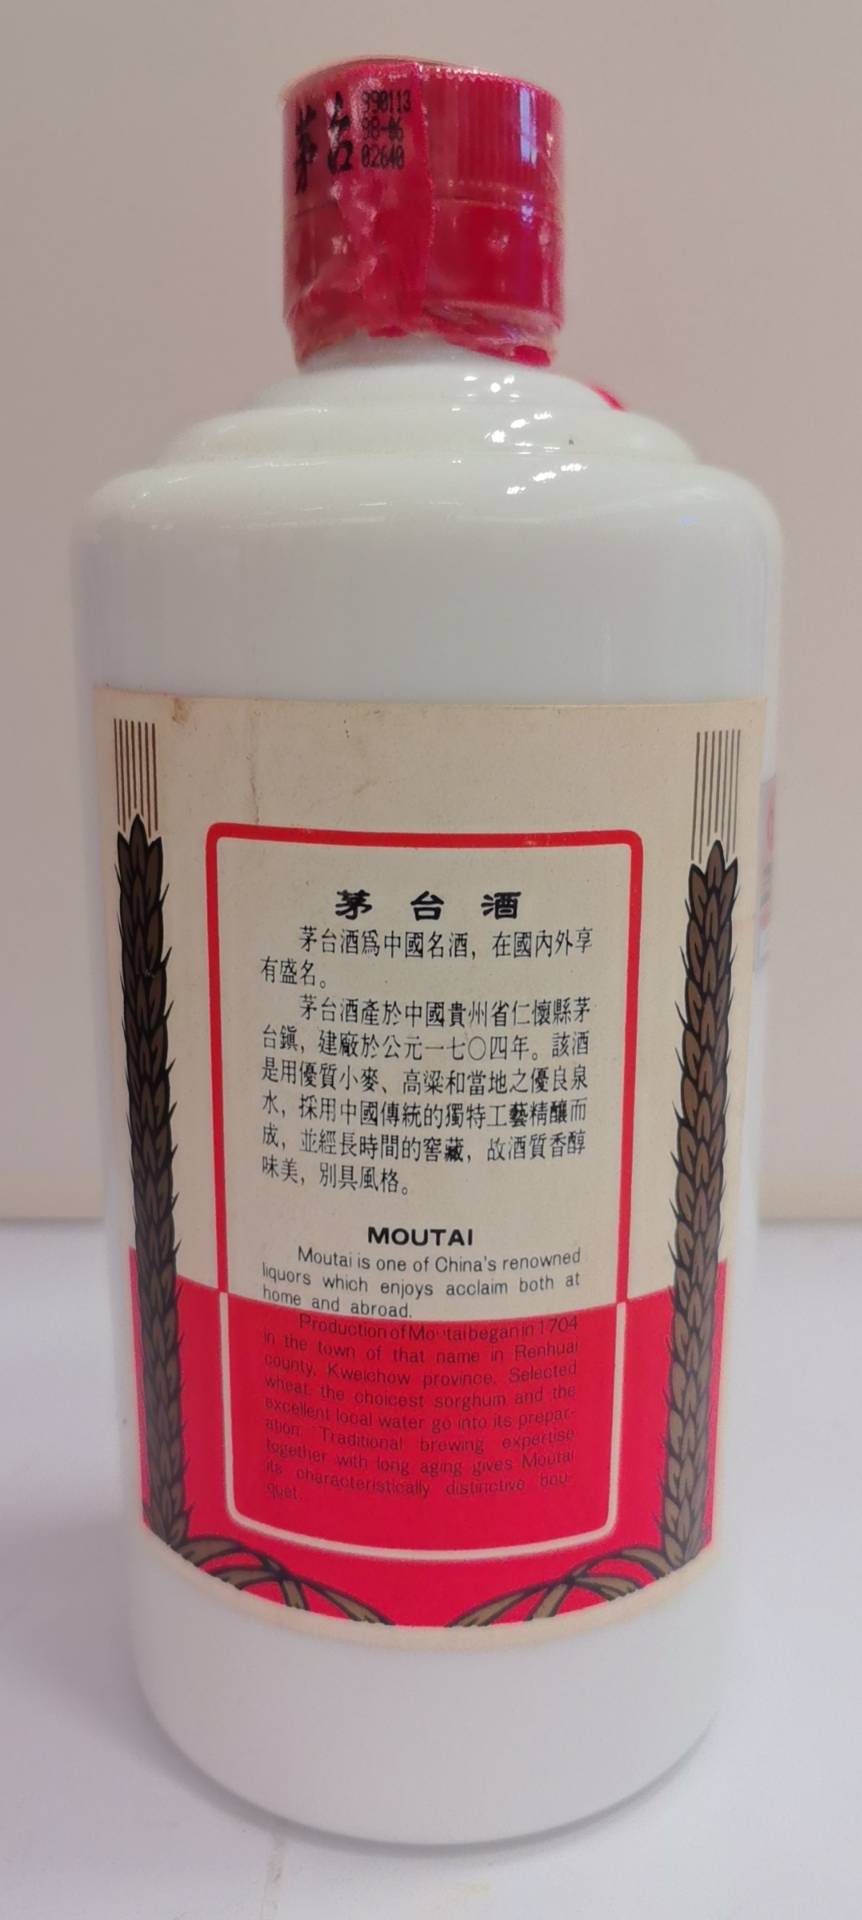 茅台
990113
98-06
02640
茅台酒
茅台酒爲中國名酒，在國內外享
有盛名。
茅台酒產於中國貴州省仁懷縣茅
台鎮，建廠於公元一七〇四年。該酒
是用優質小麥、高粱和當地之優良泉
水，採用中國傳統的獨特工藝精釀而
成，並經長時間的窖藏，故酒質香醇
味美，別具風格。
MOUTAI
Moutai is one of China's renowned
liquors which enjoys acclaim both at
home and abroad.
Production of Moutai began in 1704
in the town of that name in Renhuai
county, Kweichow province. Selected
wheat, the choicest sorghum and the
excellent local water go into its prepar-
ation. Traditional brewing expertise
together with long aging gives Moutai
its characteristically distinctive bou-
quet.